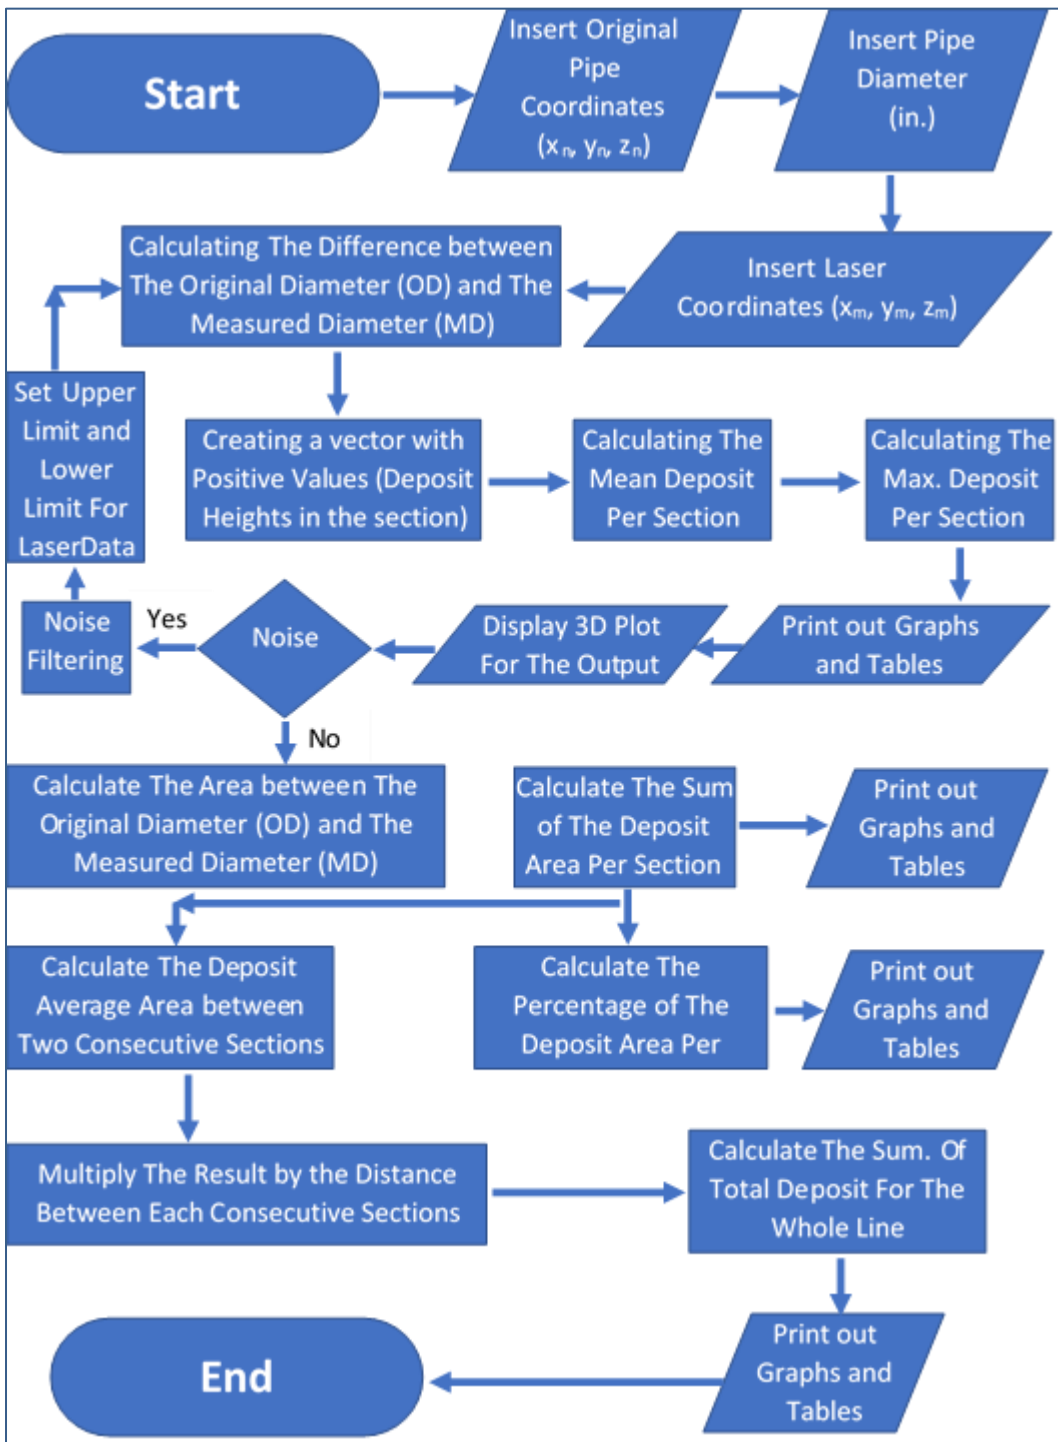 Start
Insert Original
Pipe
Coordinates
(xₙ, yₙ, zₙ)
Insert Pipe
Diameter
(in.)
Calculating The Difference between
The Original Diameter (OD) and The
Measured Diameter (MD)
Insert Laser
Coordinates (xₘ, yₘ, zₘ)
Set Upper
Limit and
Lower
Limit For
LaserData
Creating a vector with
Positive Values (Deposit
Heights in the section)
Calculating The
Mean Deposit
Per Section
Calculating The
Max. Deposit
Per Section
Noise
Filtering
Yes
Noise
Display 3D Plot
For The Output
Print out Graphs
and Tables
No
Calculate The Area between The
Original Diameter (OD) and The
Measured Diameter (MD)
Calculate The Sum
of The Deposit
Area Per Section
Print out
Graphs and
Tables
Calculate The Deposit
Average Area between
Two Consecutive Sections
Calculate The
Percentage of The
Deposit Area Per
Print out
Graphs and
Tables
Multiply The Result by the Distance
Between Each Consecutive Sections
Calculate The Sum. Of
Total Deposit For The
Whole Line
End
Print out
Graphs and
Tables